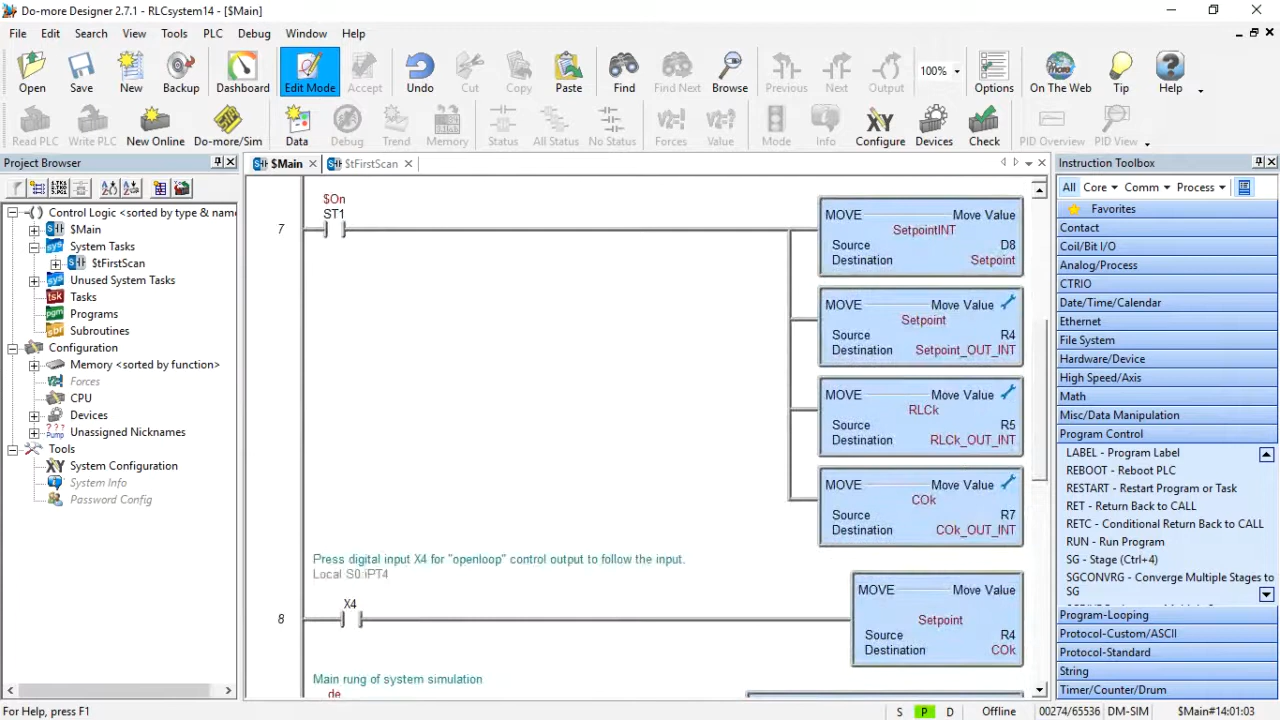 Do-more Designer 2.7.1 - RLCsystem14 - [$Main]
File Edit Search View Tools PLC Debug Window Help
Open Save New Backup Dashboard Edit Mode Accept Undo Cut Copy Paste Find Find Next Browse Previous Next Output 100% Options On The Web Tip Help
Read PLC Write PLC New Online Do-more/Sim Data Debug Trend Memory Status All Status No Status Forces Value Mode Info Configure Devices Check PID Overview PID View
Project Browser
Control Logic <sorted by type & name
$Main
System Tasks
$tFirstScan
Unused System Tasks
Tasks
Programs
Subroutines
Configuration
Memory <sorted by function>
Forces
CPU
Devices
Unassigned Nicknames
Tools
System Configuration
System Info
Password Config
$Main $tFirstScan
$On
ST1
7
MOVE Move Value
SetpointINT
Source D8
Destination Setpoint
MOVE Move Value
Setpoint
Source R4
Destination Setpoint_OUT_INT
MOVE Move Value
RLCk
Source R5
Destination RLCk_OUT_INT
MOVE Move Value
COk
Source R7
Destination COk_OUT_INT
Press digital input X4 for "openloop" control output to follow the input.
Local S0:iPT4
X4
8
MOVE Move Value
Setpoint
Source R4
Destination COk
Main rung of system simulation
de
Instruction Toolbox
All Core Comm Process
Favorites
Contact
Coil/Bit I/O
Analog/Process
CTRIO
Date/Time/Calendar
Ethernet
File System
Hardware/Device
High Speed/Axis
Math
Misc/Data Manipulation
Program Control
LABEL - Program Label
REBOOT - Reboot PLC
RESTART - Restart Program or Task
RET - Return Back to CALL
RETC - Conditional Return Back to CALL
RUN - Run Program
SG - Stage (Ctrl+4)
SGCONVRG - Converge Multiple Stages to
SG
Program-Looping
Protocol-Custom/ASCII
Protocol-Standard
String
Timer/Counter/Drum
For Help, press F1
S P D Offline 00274/65536 DM-SIM $Main#14:01:03